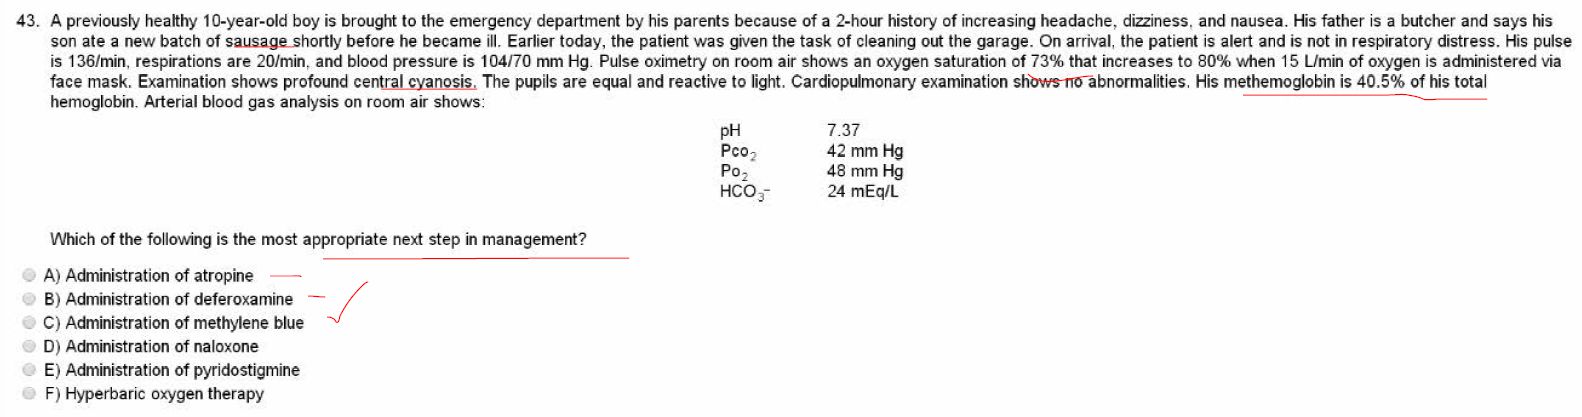 43. A previously healthy 10-year-old boy is brought to the emergency department by his parents because of a 2-hour history of increasing headache, dizziness, and nausea. His father is a butcher and says his
son ate a new batch of sausage shortly before he became ill. Earlier today, the patient was given the task of cleaning out the garage. On arrival, the patient is alert and is not in respiratory distress. His pulse
is 136/min, respirations are 20/min, and blood pressure is 104/70 mm Hg. Pulse oximetry on room air shows an oxygen saturation of 73% that increases to 80% when 15 L/min of oxygen is administered via
face mask. Examination shows profound central cyanosis. The pupils are equal and reactive to light. Cardiopulmonary examination shows no abnormalities. His methemoglobin is 40.5% of his total
hemoglobin. Arterial blood gas analysis on room air shows:
pH 7.37
Pco₂ 42 mm Hg
Po₂ 48 mm Hg
HCO₃⁻ 24 mEq/L
Which of the following is the most appropriate next step in management?
A) Administration of atropine
B) Administration of deferoxamine
C) Administration of methylene blue
D) Administration of naloxone
E) Administration of pyridostigmine
F) Hyperbaric oxygen therapy